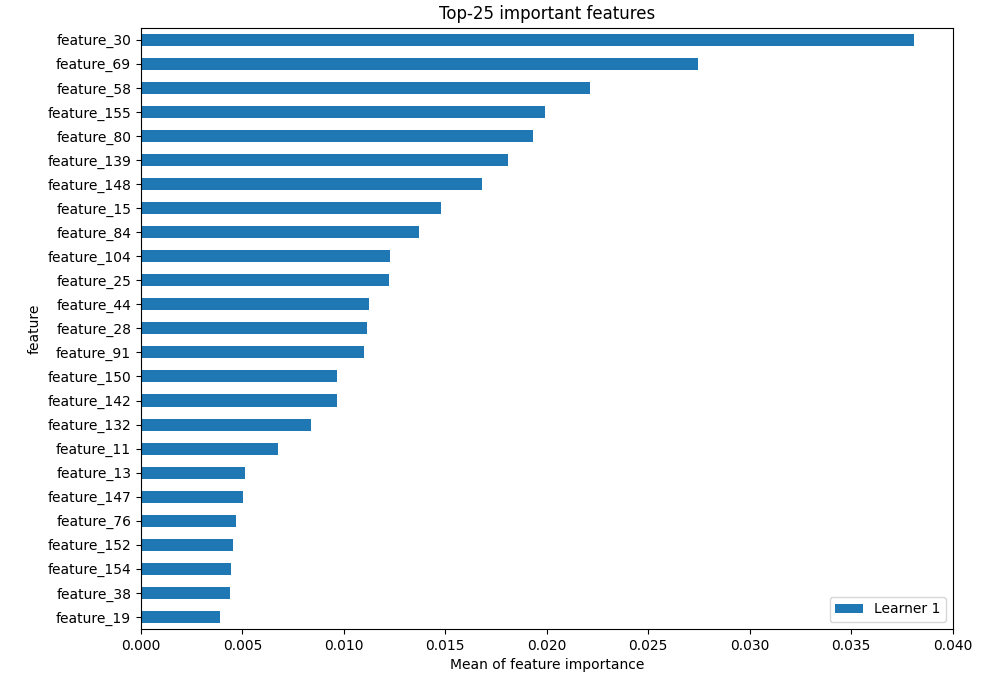 Top-25 important features
feature_30
feature_69
feature_58
feature_155
feature_80
feature_139
feature_148
feature_15
feature_84
feature_104
feature_25
feature_44
feature_28
feature_91
feature_150
feature_142
feature_132
feature_11
feature_13
feature_147
feature_76
feature_152
feature_154
feature_38
feature_19
feature
Learner 1
0.000 0.005 0.010 0.015 0.020 0.025 0.030 0.035 0.040
Mean of feature importance